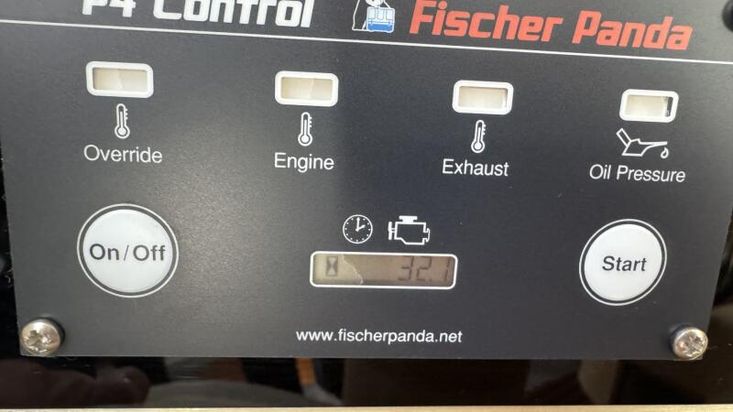 P4 Control Fischer Panda
Override Engine Exhaust Oil Pressure
On/Off 32.1 Start
www.fischerpanda.net